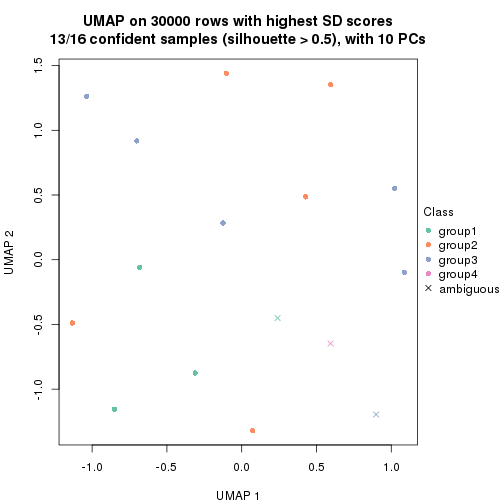 UMAP on 30000 rows with highest SD scores
13/16 confident samples (silhouette > 0.5), with 10 PCs
1.5
1.0
0.5
0.0
-0.5
-1.0
UMAP 2
-1.0
-0.5
0.0
0.5
1.0
UMAP 1
Class
group1
group2
group3
group4
ambiguous